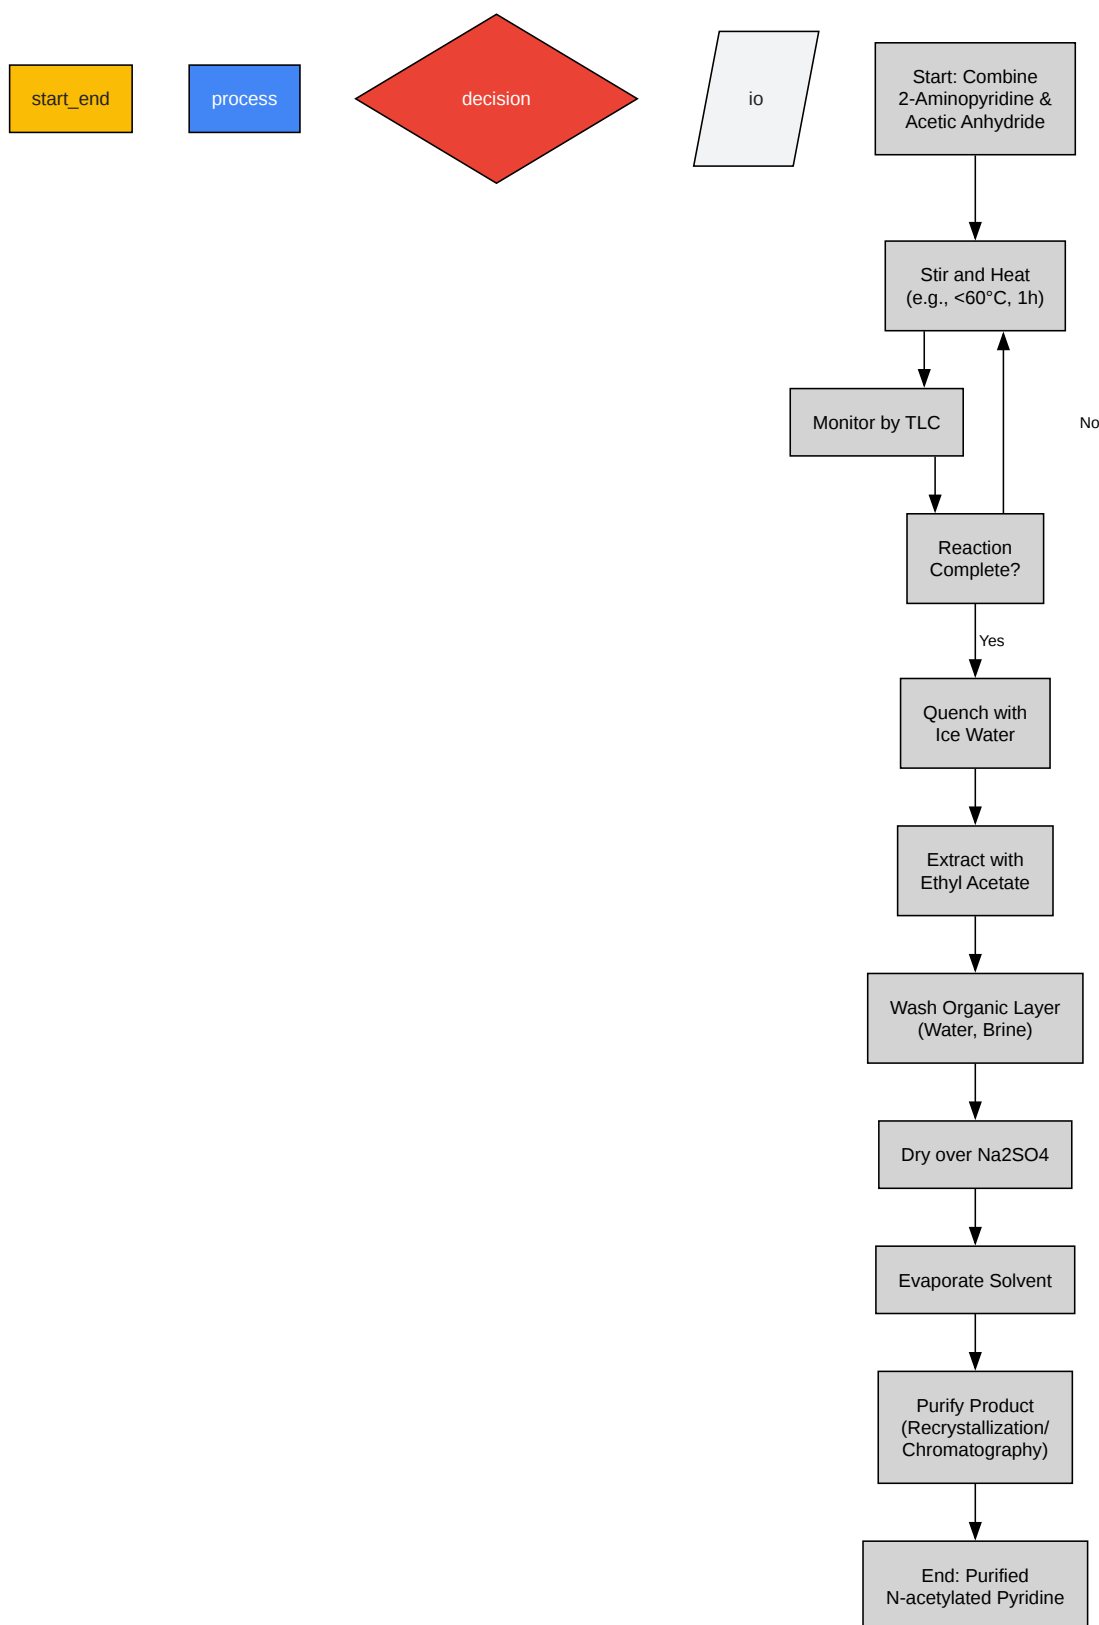 start_end
process
decision
io
Start: Combine
2-Aminopyridine &
Acetic Anhydride
Stir and Heat
(e.g., <60°C, 1h)
Monitor by TLC
No
Reaction
Complete?
Yes
Quench with
Ice Water
Extract with
Ethyl Acetate
Wash Organic Layer
(Water, Brine)
Dry over Na2SO4
Evaporate Solvent
Purify Product
(Recrystallization/
Chromatography)
End: Purified
N-acetylated Pyridine